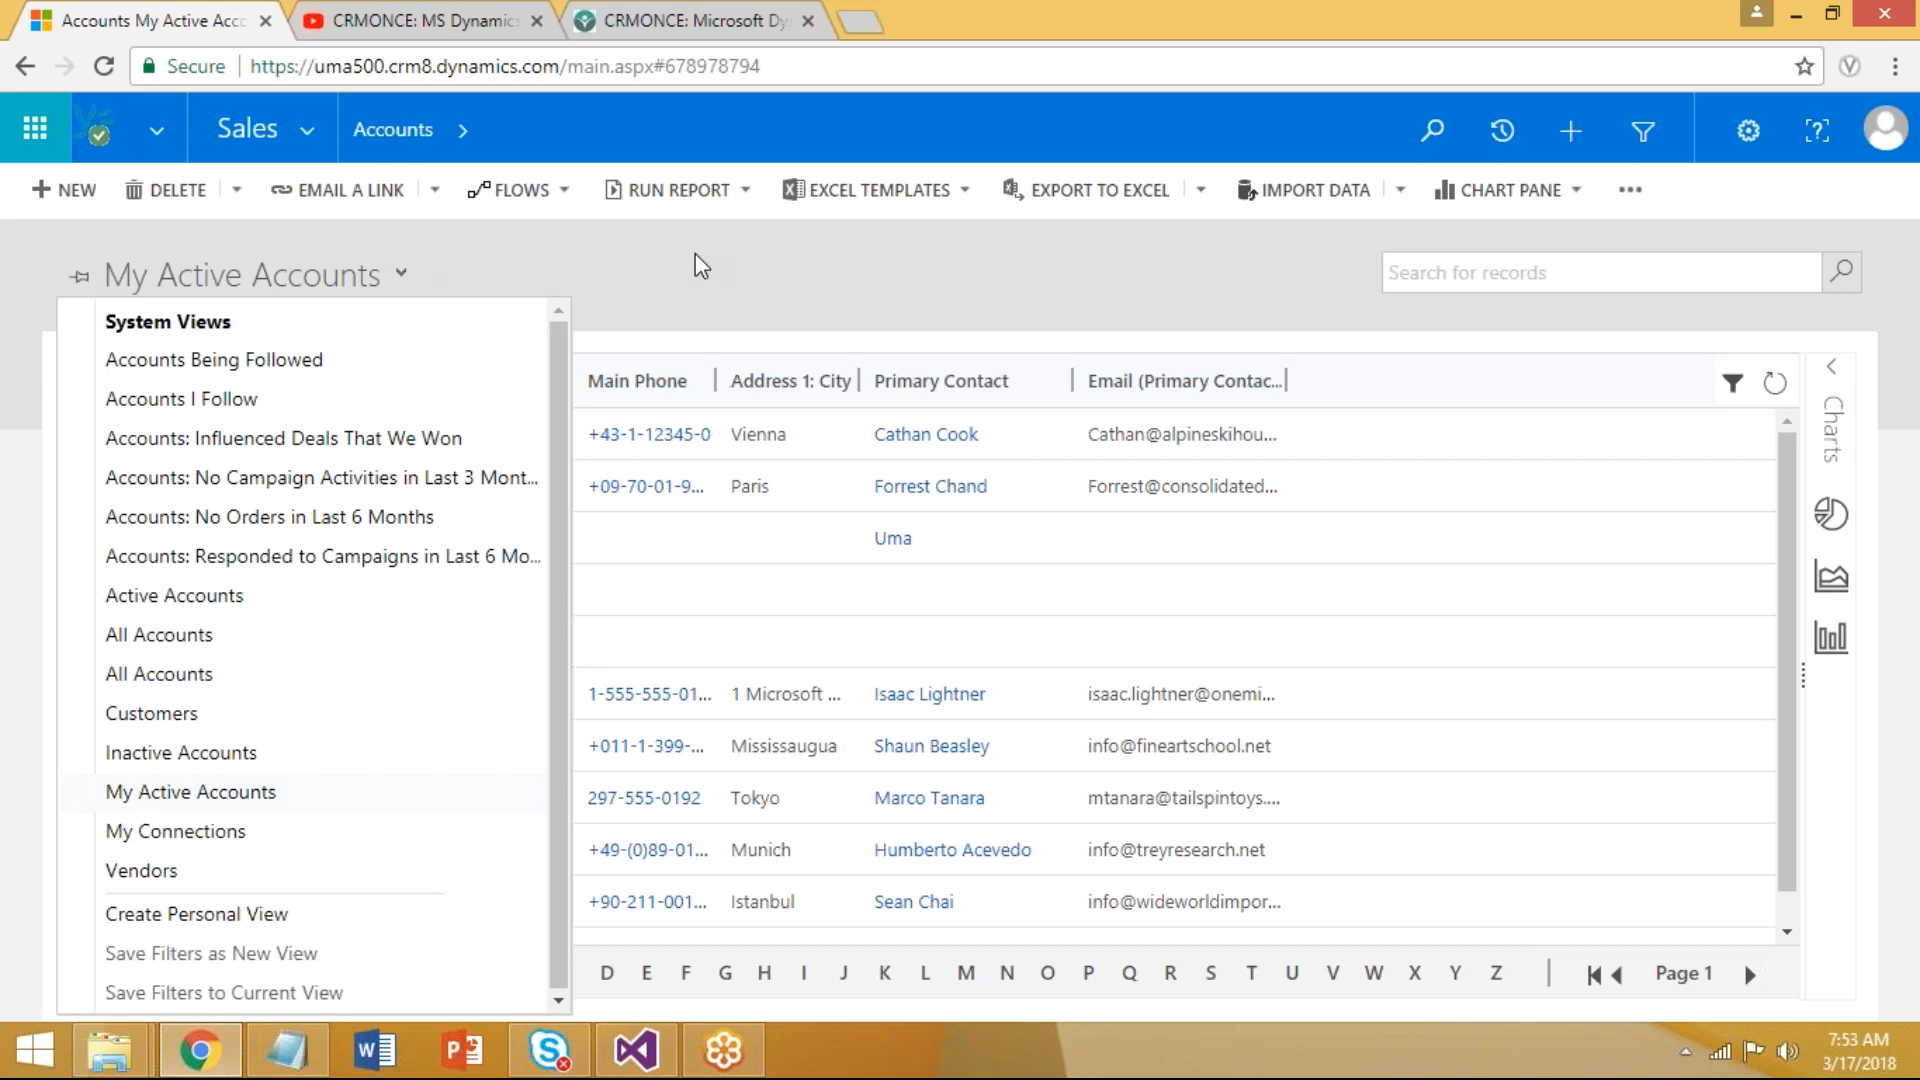 Accounts My Active Acc
CRMONCE: MS Dynamics
CRMONCE: Microsoft Dy
Secure
https://uma500.crm8.dynamics.com/main.aspx#678978794
Sales
Accounts
NEW
DELETE
EMAIL A LINK
FLOWS
RUN REPORT
EXCEL TEMPLATES
EXPORT TO EXCEL
IMPORT DATA
CHART PANE
My Active Accounts
Search for records
System Views
Accounts Being Followed
Accounts I Follow
Accounts: Influenced Deals That We Won
Accounts: No Campaign Activities in Last 3 Mont...
Accounts: No Orders in Last 6 Months
Accounts: Responded to Campaigns in Last 6 Mo...
Active Accounts
All Accounts
All Accounts
Customers
Inactive Accounts
My Active Accounts
My Connections
Vendors
Create Personal View
Save Filters as New View
Save Filters to Current View
Main Phone Address 1: City Primary Contact Email (Primary Contac...
+43-1-12345-0 Vienna Cathan Cook Cathan@alpineskihou...
+09-70-01-9... Paris Forrest Chand Forrest@consolidated...
Uma
1-555-555-01... 1 Microsoft ... Isaac Lightner isaac.lightner@onemi...
+011-1-399-... Mississaugua Shaun Beasley info@fineartschool.net
297-555-0192 Tokyo Marco Tanara mtanara@tailspintoys....
+49-(0)89-01... Munich Humberto Acevedo info@treyresearch.net
+90-211-001... Istanbul Sean Chai info@wideworldimpor...
Charts
D E F G H I J K L M N O P Q R S T U V W X Y Z
Page 1
7:53 AM
3/17/2018